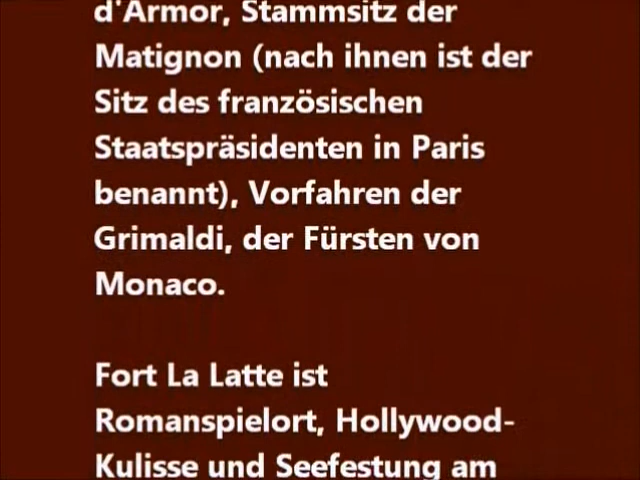 d'Armor, Stammsitz der
Matignon (nach ihnen ist der
Sitz des französischen
Staatspräsidenten in Paris
benannt), Vorfahren der
Grimaldi, der Fürsten von
Monaco.
Fort La Latte ist
Romanspielort, Hollywood-
Kulisse und Seefestung am